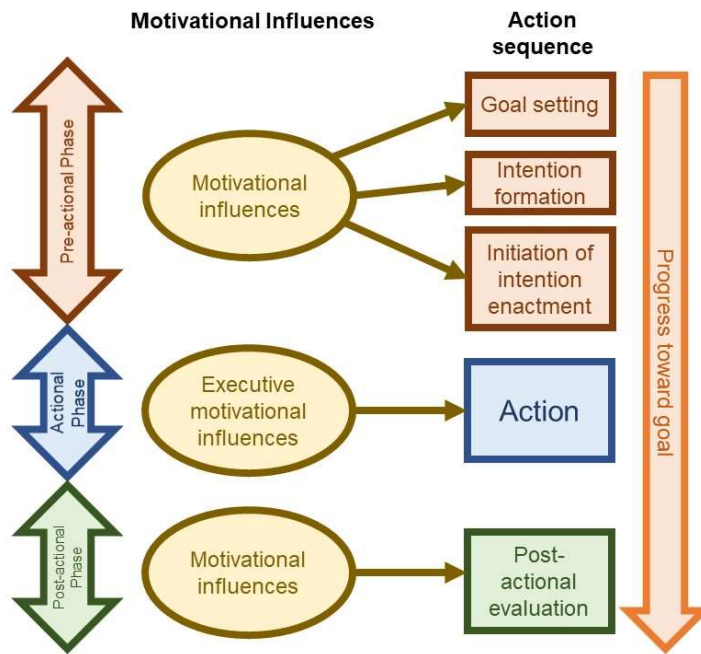 Motivational Influences
Action
sequence
Pre-actional Phase
Motivational
influences
Goal setting
Intention
formation
Initiation of
intention
enactment
Actional
Phase
Executive
motivational
influences
Action
Post-actional
Phase
Motivational
influences
Post-
actional
evaluation
Progress toward goal